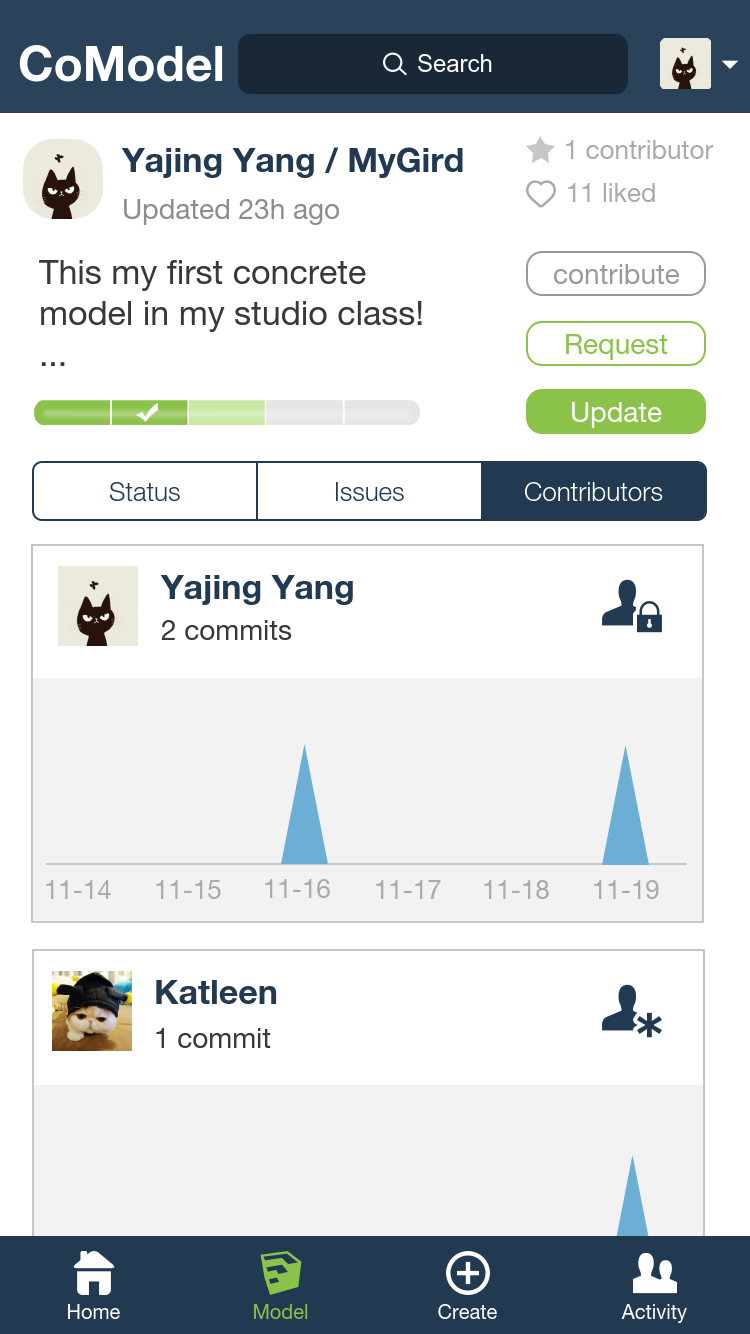 CoModel
Search
Yajing Yang / MyGird
Updated 23h ago
1 contributor
11 liked
This my first concrete
model in my studio class!
...
contribute
Request
Update
Status
Issues
Contributors
Yajing Yang
2 commits
11-14
11-15
11-16
11-17
11-18
11-19
Katleen
1 commit
Home
Model
Create
Activity